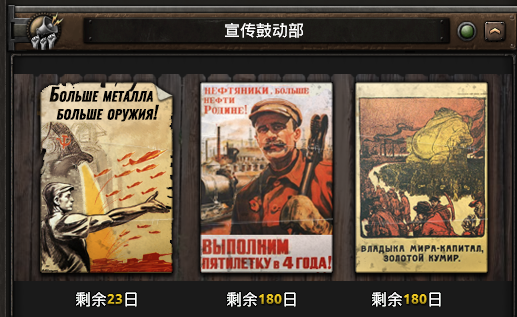 宣传鼓动部
Больше металла
больше оружия!
НЕФТЯНИКИ, БОЛЬШЕ
НЕФТИ
РОДИНЕ!
ВЫПОЛНИМ
ПЯТИЛЕТКУ в 4 ГОДА!
ВЛАДЫКА МИРА-КАПИТАЛ,
ЗОЛОТОЙ КУМИР.
剩余23日
剩余180日
剩余180日